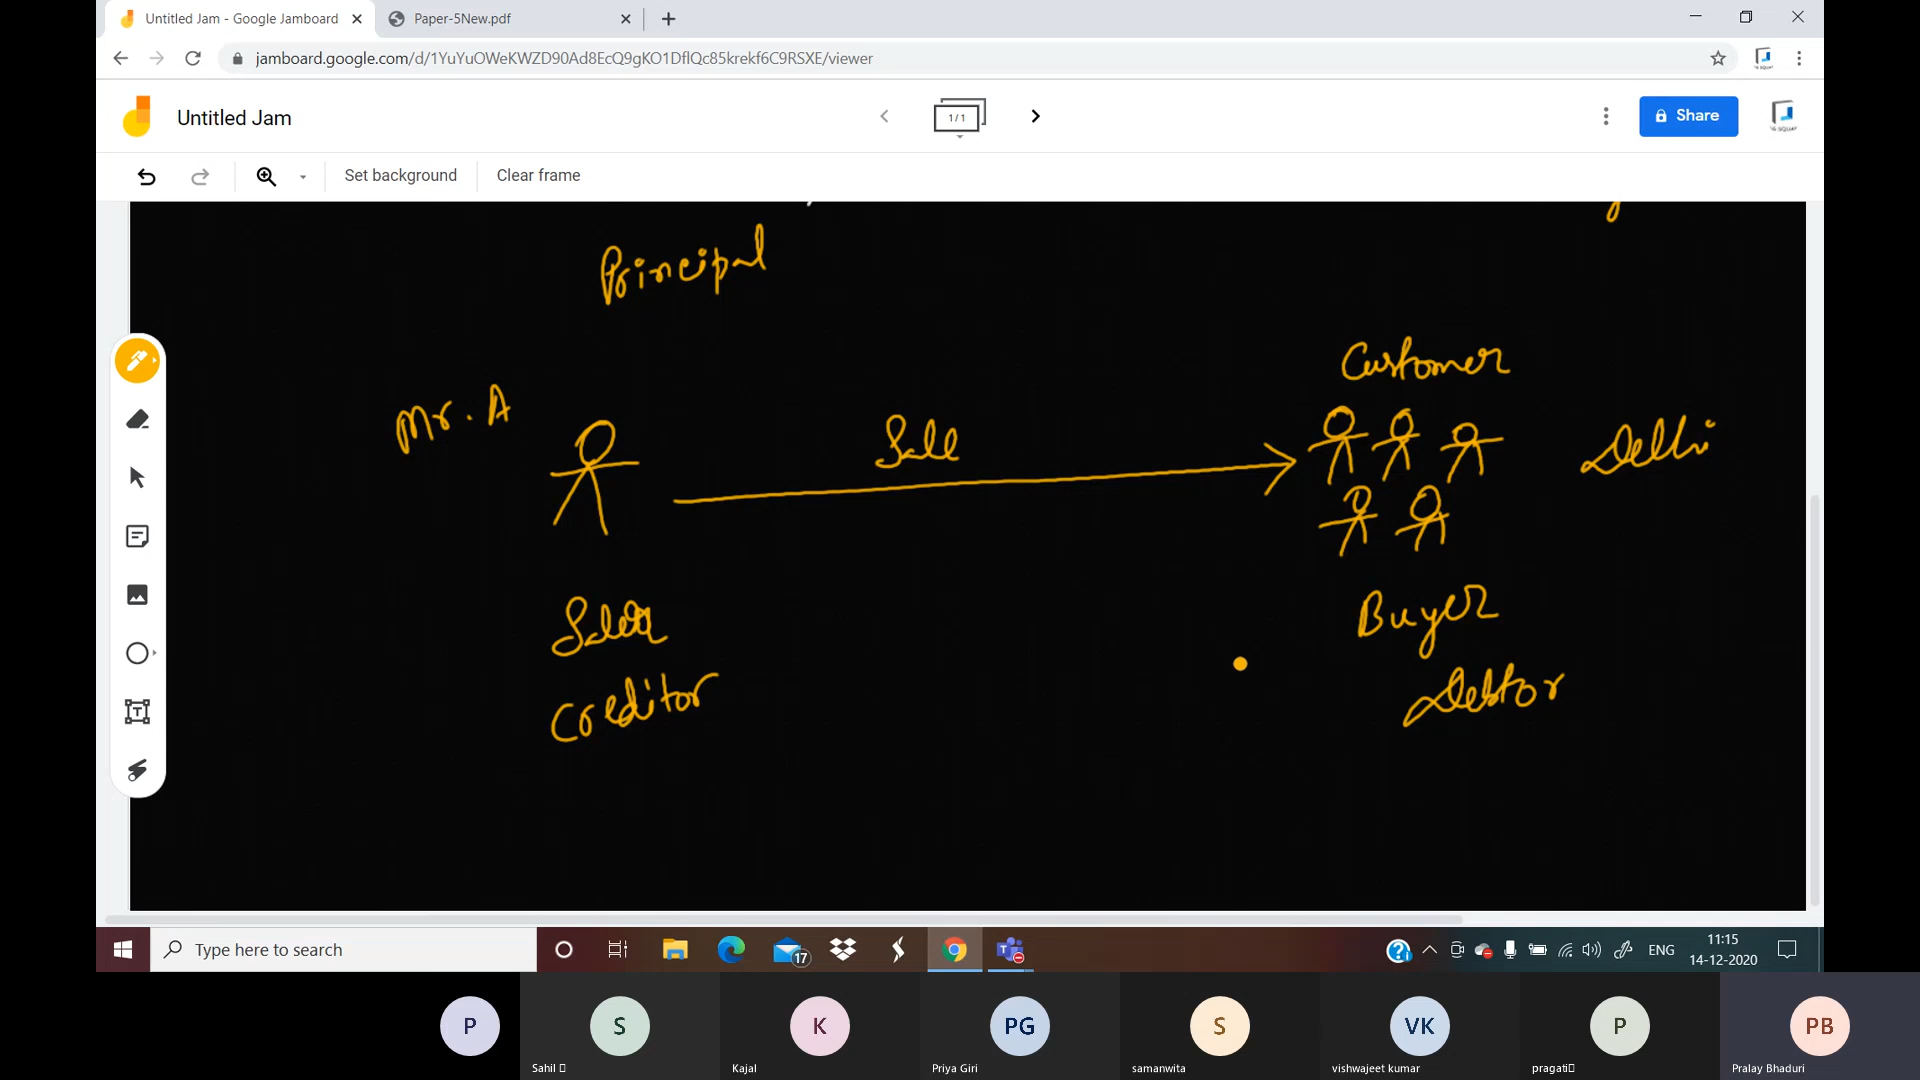 Untitled Jam - Google Jamboard
Paper-5New.pdf
jamboard.google.com/d/1YuYuOWeKWZD90Ad8EcQ9gKO1DflQc85krekf6C9RSXE/viewer
Untitled Jam
1/1
Share
Set background
Clear frame
Principal
Customer
Mr. A
Sale
Delhi
Buyer
Creditor
Debtor
Type here to search
17
ENG
11:15
14-12-2020
P
S
K
PG
S
VK
P
PB
Sahil
Kajal
Priya Giri
samanwita
vishwajeet kumar
pragati
Pralay Bhaduri